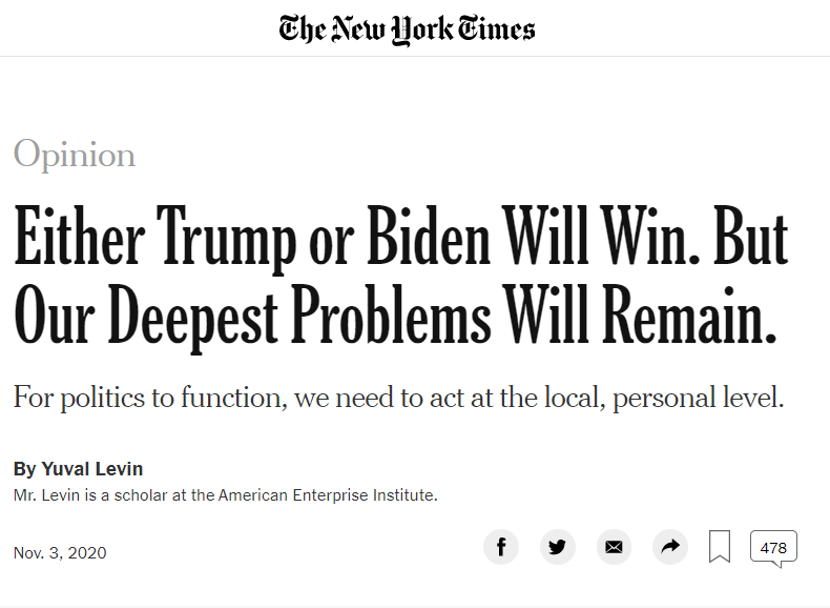 The New York Times
Opinion
Either Trump or Biden Will Win. But
Our Deepest Problems Will Remain.
For politics to function, we need to act at the local, personal level.
By Yuval Levin
Mr. Levin is a scholar at the American Enterprise Institute.
Nov. 3, 2020
478